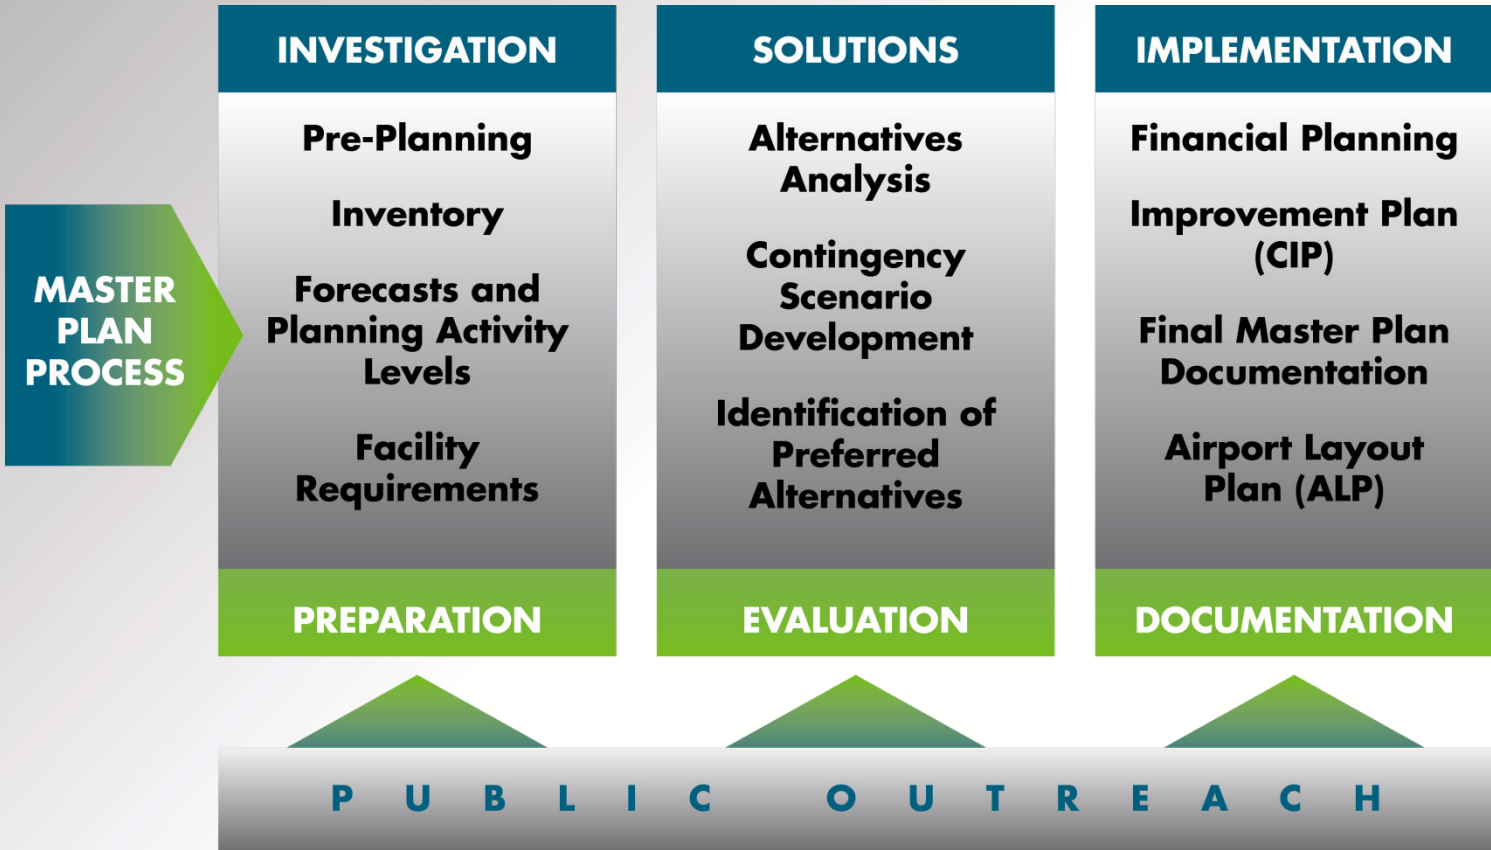 MASTER
PLAN
PROCESS
INVESTIGATION
Pre-Planning
Inventory
Forecasts and
Planning Activity
Levels
Facility
Requirements
PREPARATION
SOLUTIONS
Alternatives
Analysis
Contingency
Scenario
Development
Identification of
Preferred
Alternatives
EVALUATION
IMPLEMENTATION
Financial Planning
Improvement Plan
(CIP)
Final Master Plan
Documentation
Airport Layout
Plan (ALP)
DOCUMENTATION
PUBLIC OUTREACH